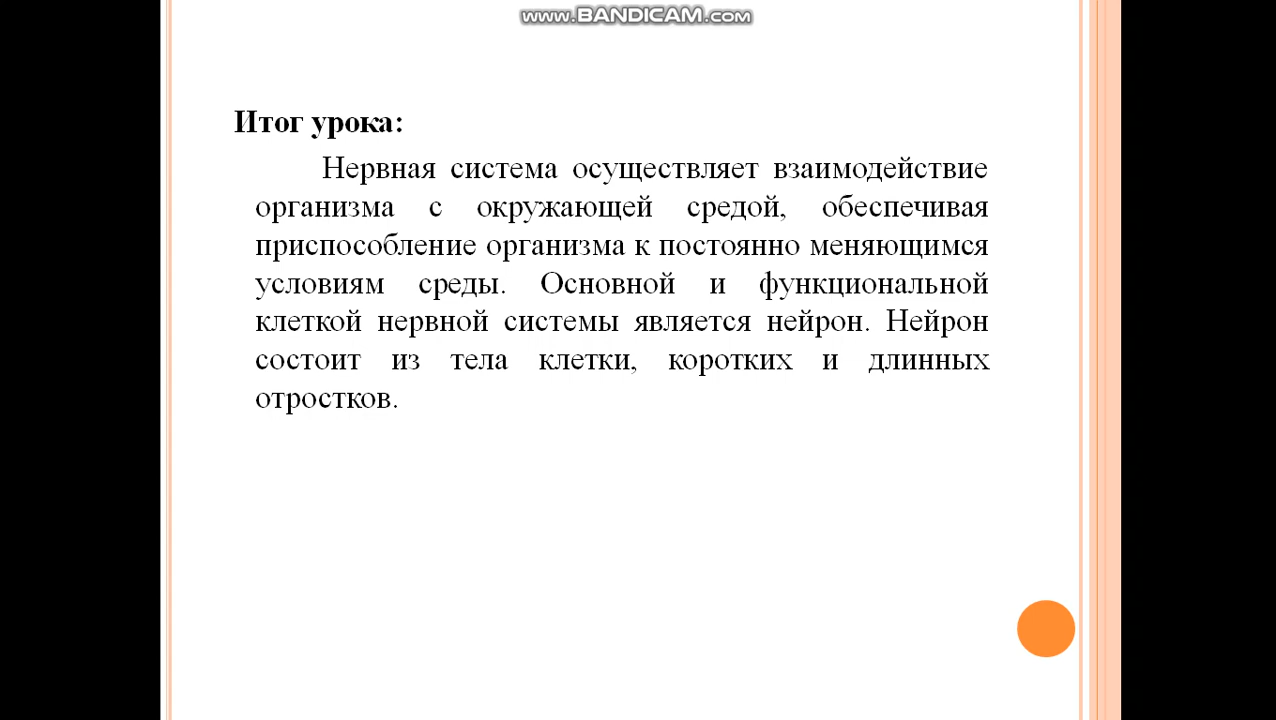 www.BANDICAM.com
Итог урока:
Нервная система осуществляет взаимодействие
организма с окружающей средой, обеспечивая
приспособление организма к постоянно меняющимся
условиям среды. Основной и функциональной
клеткой нервной системы является нейрон. Нейрон
состоит из тела клетки, коротких и длинных
отростков.